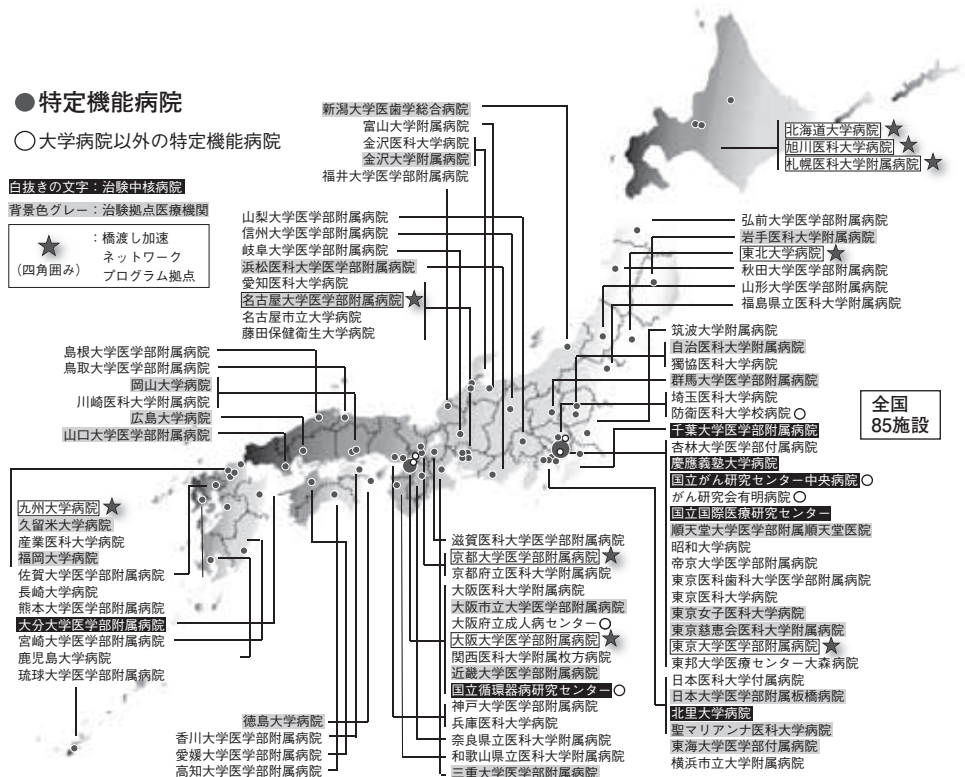 ●特定機能病院
○大学病院以外の特定機能病院
白抜きの文字：治験中核病院
背景色グレー：治験拠点医療機関
★
(四角囲み)
：橋渡し加速
ネットワーク
プログラム拠点
新潟大学医歯学総合病院
富山大学附属病院
金沢医科大学病院
金沢大学附属病院
福井大学医学部附属病院
山梨大学医学部附属病院
信州大学医学部附属病院
岐阜大学医学部附属病院
浜松医科大学医学部附属病院
愛知医科大学病院
名古屋大学医学部附属病院★
名古屋市立大学病院
藤田保健衛生大学病院
島根大学医学部附属病院
鳥取大学医学部附属病院
岡山大学病院
川崎医科大学附属病院
広島大学病院
山口大学医学部附属病院
北海道大学病院★
旭川医科大学病院★
札幌医科大学附属病院★
弘前大学医学部附属病院
岩手医科大学附属病院
東北大学病院★
秋田大学医学部附属病院
山形大学医学部附属病院
福島県立医科大学附属病院
筑波大学附属病院
自治医科大学附属病院
獨協医科大学病院
群馬大学医学部附属病院
埼玉医科大学病院
防衛医科大学校病院○
千葉大学医学部附属病院
杏林大学医学部付属病院
慶應義塾大学病院
国立がん研究センター中央病院○
がん研究会有明病院○
国立国際医療研究センター
順天堂大学医学部附属順天堂医院
昭和大学病院
帝京大学医学部附属病院
東京医科歯科大学医学部附属病院
東京医科大学病院
東京女子医科大学病院
東京慈恵会医科大学附属病院
東京大学医学部附属病院★
東邦大学医療センター大森病院
日本医科大学付属病院
日本大学医学部附属板橋病院
北里大学病院
聖マリアンナ医科大学病院
東海大学医学部付属病院
横浜市立大学附属病院
全国
85施設
九州大学病院★
久留米大学病院
産業医科大学病院
福岡大学病院
佐賀大学医学部附属病院
長崎大学病院
熊本大学医学部附属病院
大分大学医学部附属病院
宮崎大学医学部附属病院
鹿児島大学病院
琉球大学医学部附属病院
徳島大学病院
香川大学医学部附属病院
愛媛大学医学部附属病院
高知大学医学部附属病院
滋賀医科大学医学部附属病院
京都大学医学部附属病院★
京都府立医科大学附属病院
大阪医科大学附属病院
大阪市立大学医学部附属病院
大阪府立成人病センター○
大阪大学医学部附属病院★
関西医科大学附属枚方病院
近畿大学医学部附属病院
国立循環器病研究センター○
神戸大学医学部附属病院
兵庫医科大学病院
奈良県立医科大学附属病院
和歌山県立医科大学附属病院
三重大学医学部附属病院